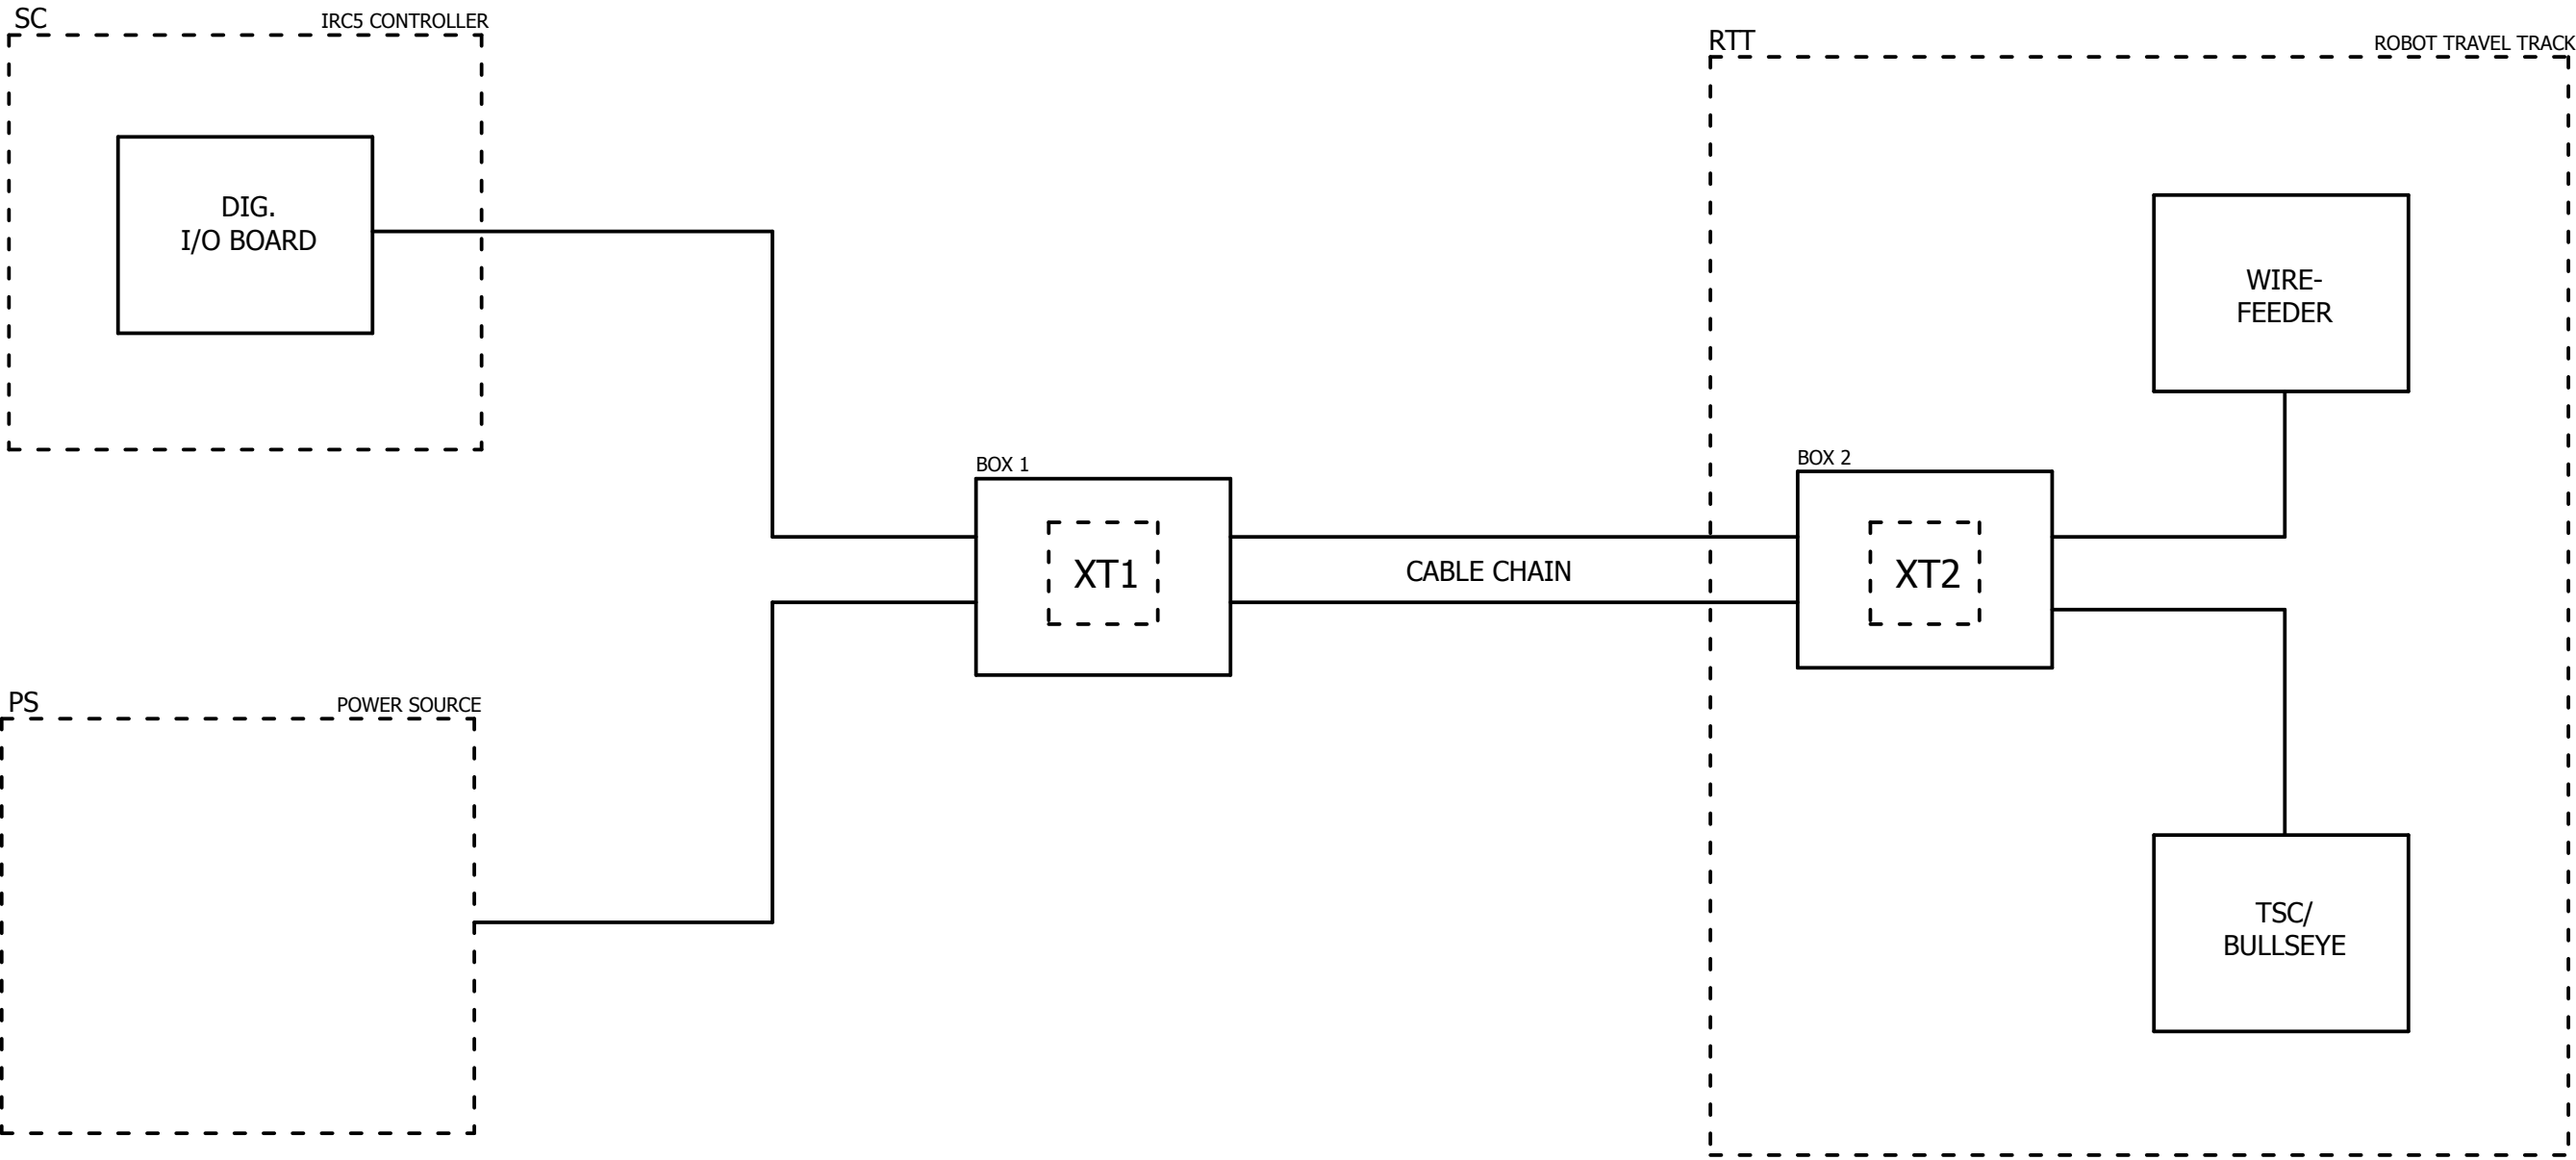 SC
IRC5 CONTROLLER
RTT
ROBOT TRAVEL TRACK
DIG.
I/O BOARD
WIRE-
FEEDER
BOX 1
BOX 2
XT1
CABLE CHAIN
XT2
PS
POWER SOURCE
TSC/
BULLSEYE